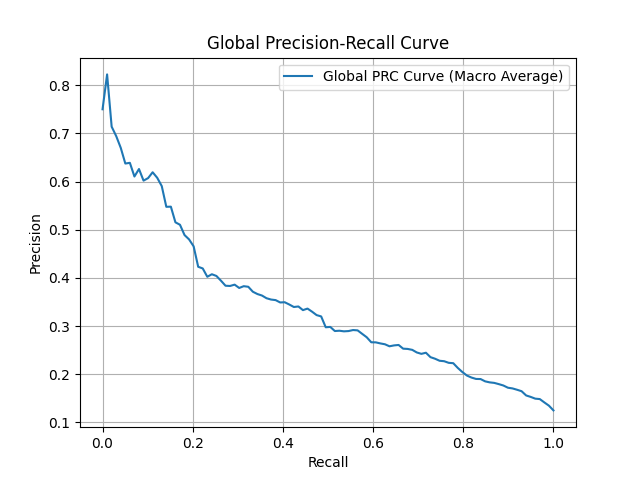 Global Precision-Recall Curve
Global PRC Curve (Macro Average)
Precision
0.8
0.7
0.6
0.5
0.4
0.3
0.2
0.1
0.0 0.2 0.4 0.6 0.8 1.0
Recall